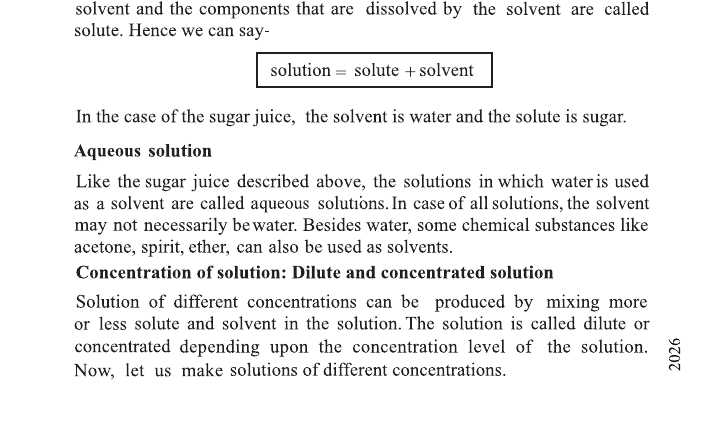 solvent and the components that are dissolved by the solvent are called
solute. Hence we can say-
solution = solute + solvent
In the case of the sugar juice, the solvent is water and the solute is sugar.
Aqueous solution
Like the sugar juice described above, the solutions in which water is used
as a solvent are called aqueous solutions. In case of all solutions, the solvent
may not necessarily be water. Besides water, some chemical substances like
acetone, spirit, ether, can also be used as solvents.
Concentration of solution: Dilute and concentrated solution
Solution of different concentrations can be produced by mixing more
or less solute and solvent in the solution. The solution is called dilute or
concentrated depending upon the concentration level of the solution.
Now, let us make solutions of different concentrations.
2026